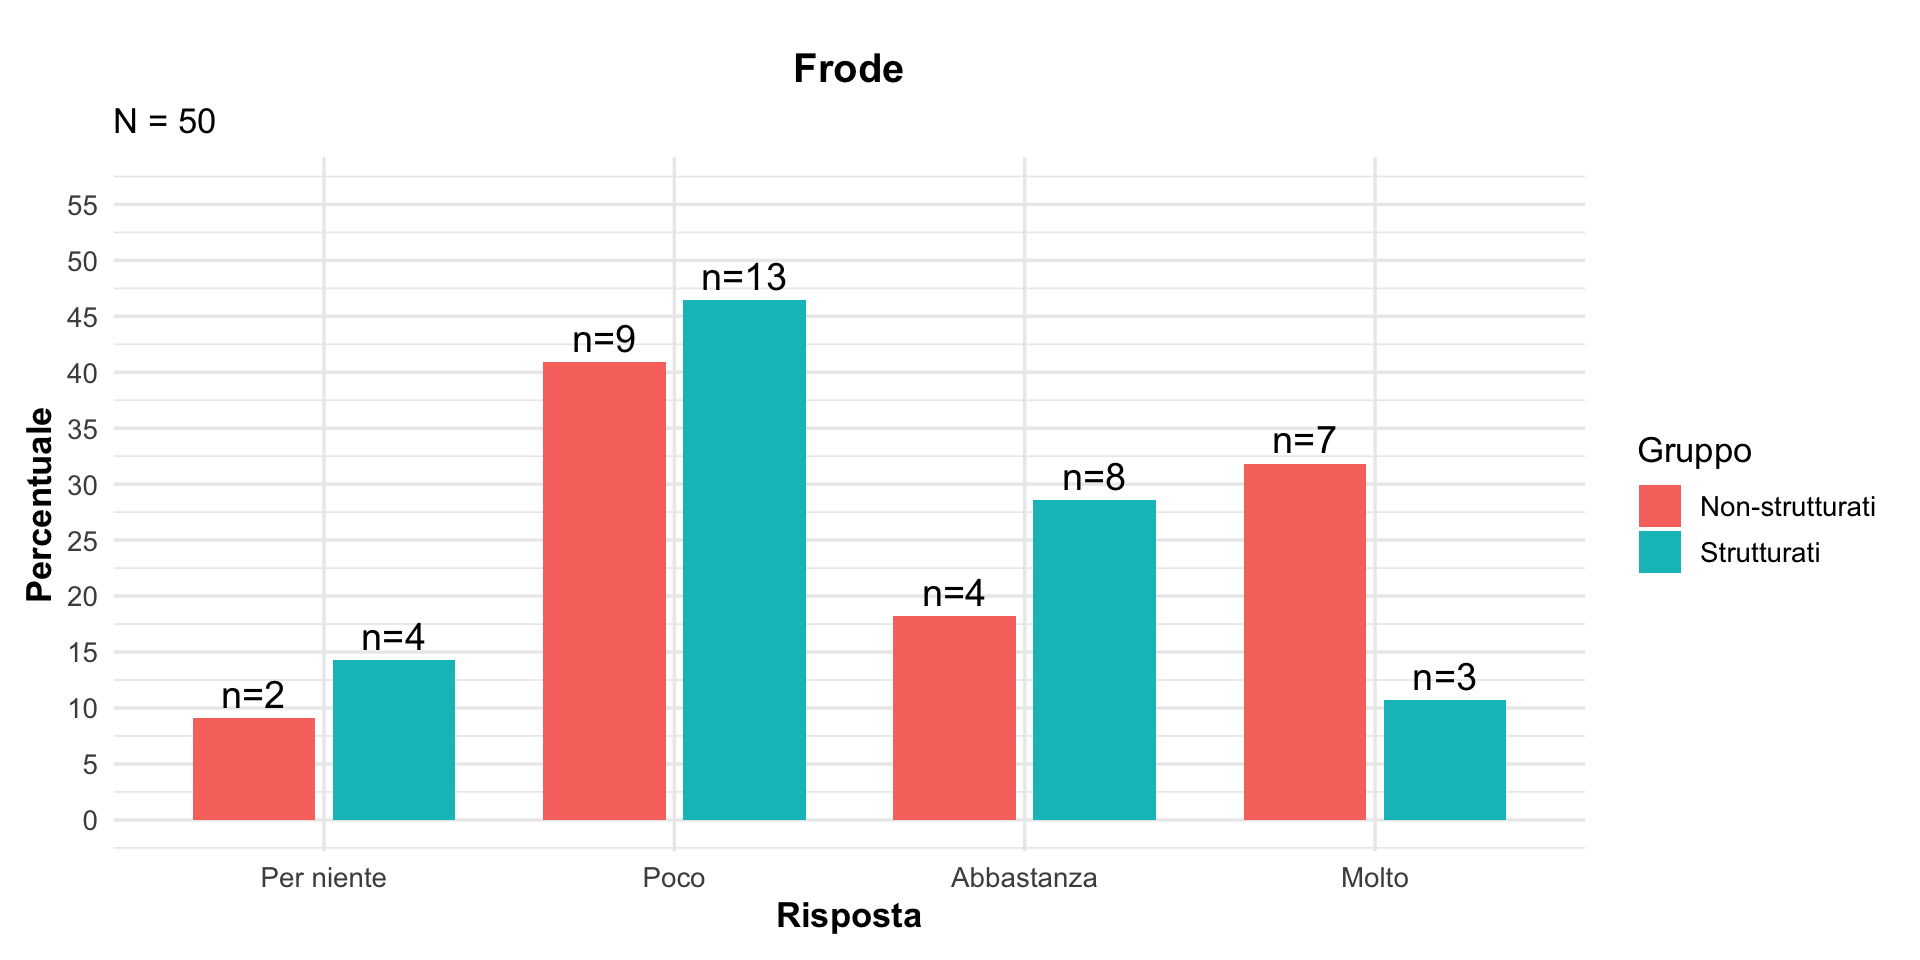 Frode
N = 50
55
50
45
40
35
30
25
20
15
10
5
0
Percentuale
n=2
n=4
n=9
n=13
n=4
n=8
n=7
n=3
Per niente
Poco
Abbastanza
Molto
Risposta
Gruppo
Non-strutturati
Strutturati